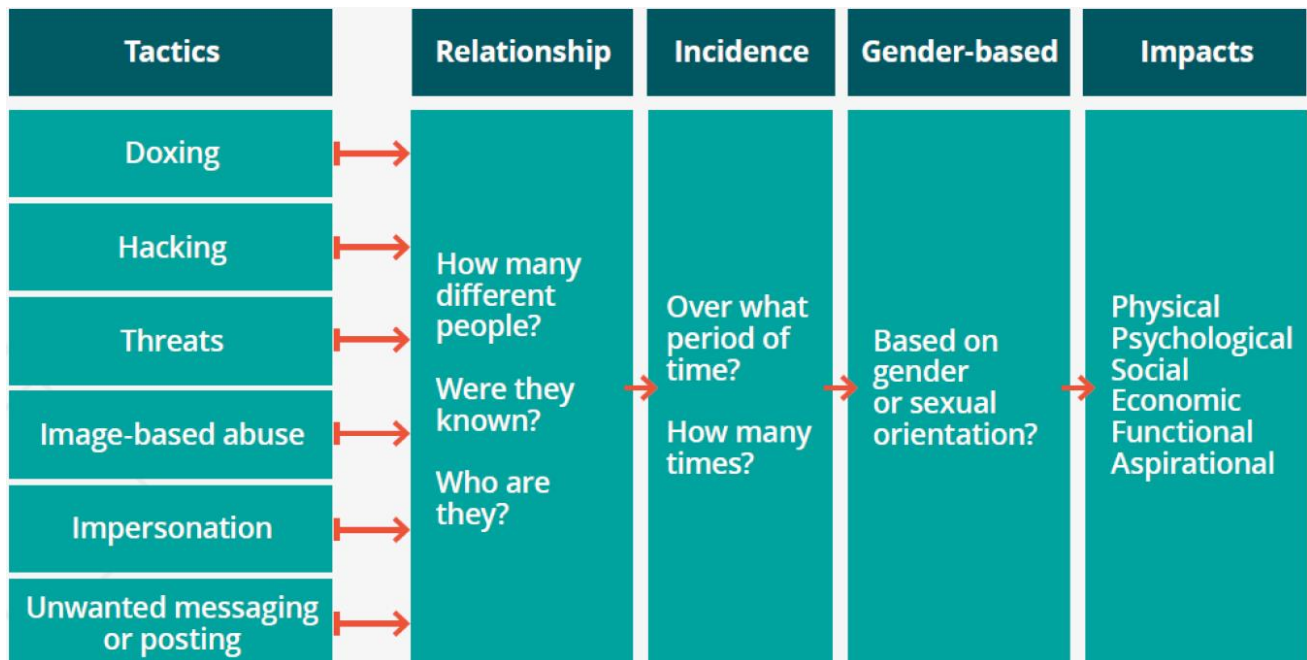 Tactics
Relationship
Incidence
Gender-based
Impacts
Doxing
Hacking
Threats
Image-based abuse
Impersonation
Unwanted messaging
or posting
How many
different
people?
Were they
known?
Who are
they?
Over what
period of
time?
How many
times?
Based on
gender
or sexual
orientation?
Physical
Psychological
Social
Economic
Functional
Aspirational